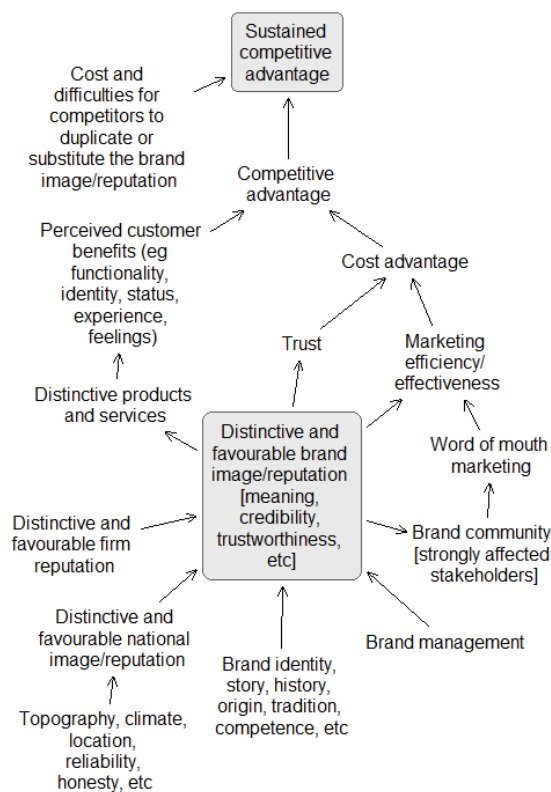 Sustained
competitive
advantage
Cost and
difficulties for
competitors to
duplicate or
substitute the brand
image/reputation
Competitive
advantage
Perceived customer
benefits (eg
functionality,
identity, status,
experience,
feelings)
Cost advantage
Trust
Marketing
efficiency/
effectiveness
Distinctive products
and services
Distinctive and
favourable brand
image/reputation
[meaning,
credibility,
trustworthiness,
etc]
Word of mouth
marketing
Distinctive and
favourable firm
reputation
Brand community
[strongly affected
stakeholders]
Distinctive and
favourable national
image/reputation
Brand management
Brand identity,
story, history,
origin, tradition,
competence, etc
Topography, climate,
location,
reliability,
honesty, etc